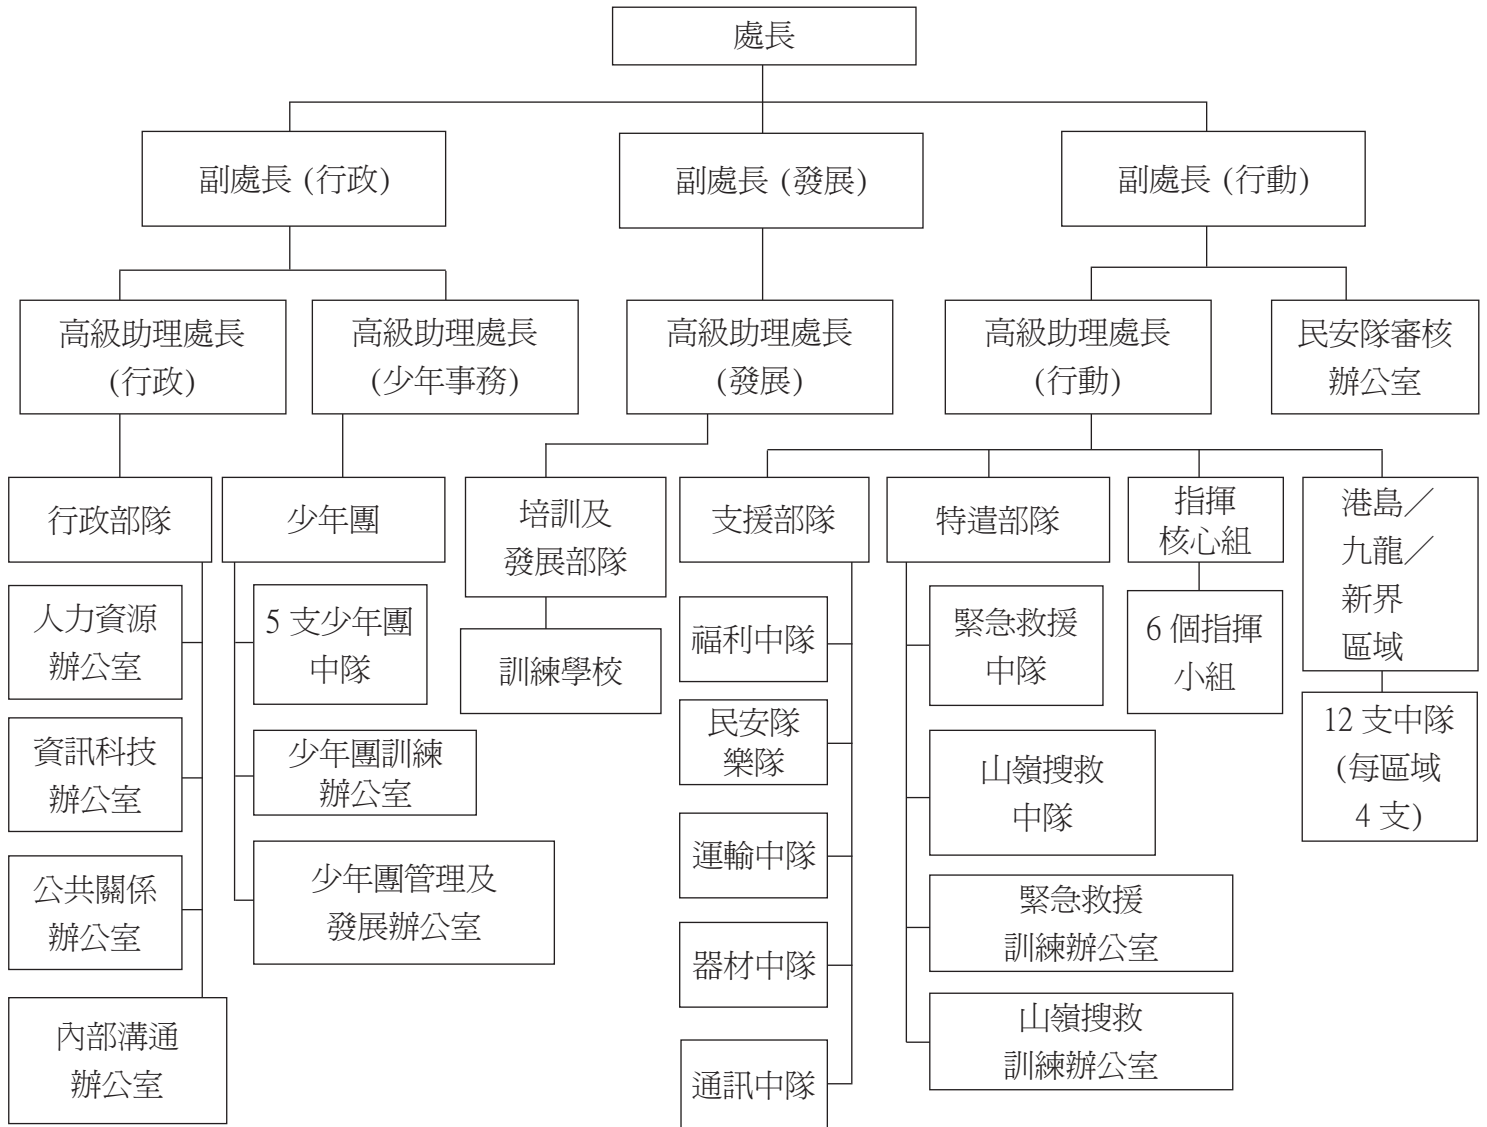 處長
副處長 (行政)
副處長 (發展)
副處長 (行動)
高級助理處長
(行政)
高級助理處長
(少年事務)
高級助理處長
(發展)
高級助理處長
(行動)
民安隊審核
辦公室
行政部隊
少年團
培訓及
發展部隊
支援部隊
特遣部隊
指揮
核心組
港島／
九龍／
新界
區域
人力資源
辦公室
資訊科技
辦公室
公共關係
辦公室
內部溝通
辦公室
5 支少年團
中隊
少年團訓練
辦公室
少年團管理及
發展辦公室
訓練學校
福利中隊
民安隊
樂隊
運輸中隊
器材中隊
通訊中隊
緊急救援
中隊
山嶺搜救
中隊
緊急救援
訓練辦公室
山嶺搜救
訓練辦公室
6 個指揮
小組
12 支中隊
(每區域
4 支)